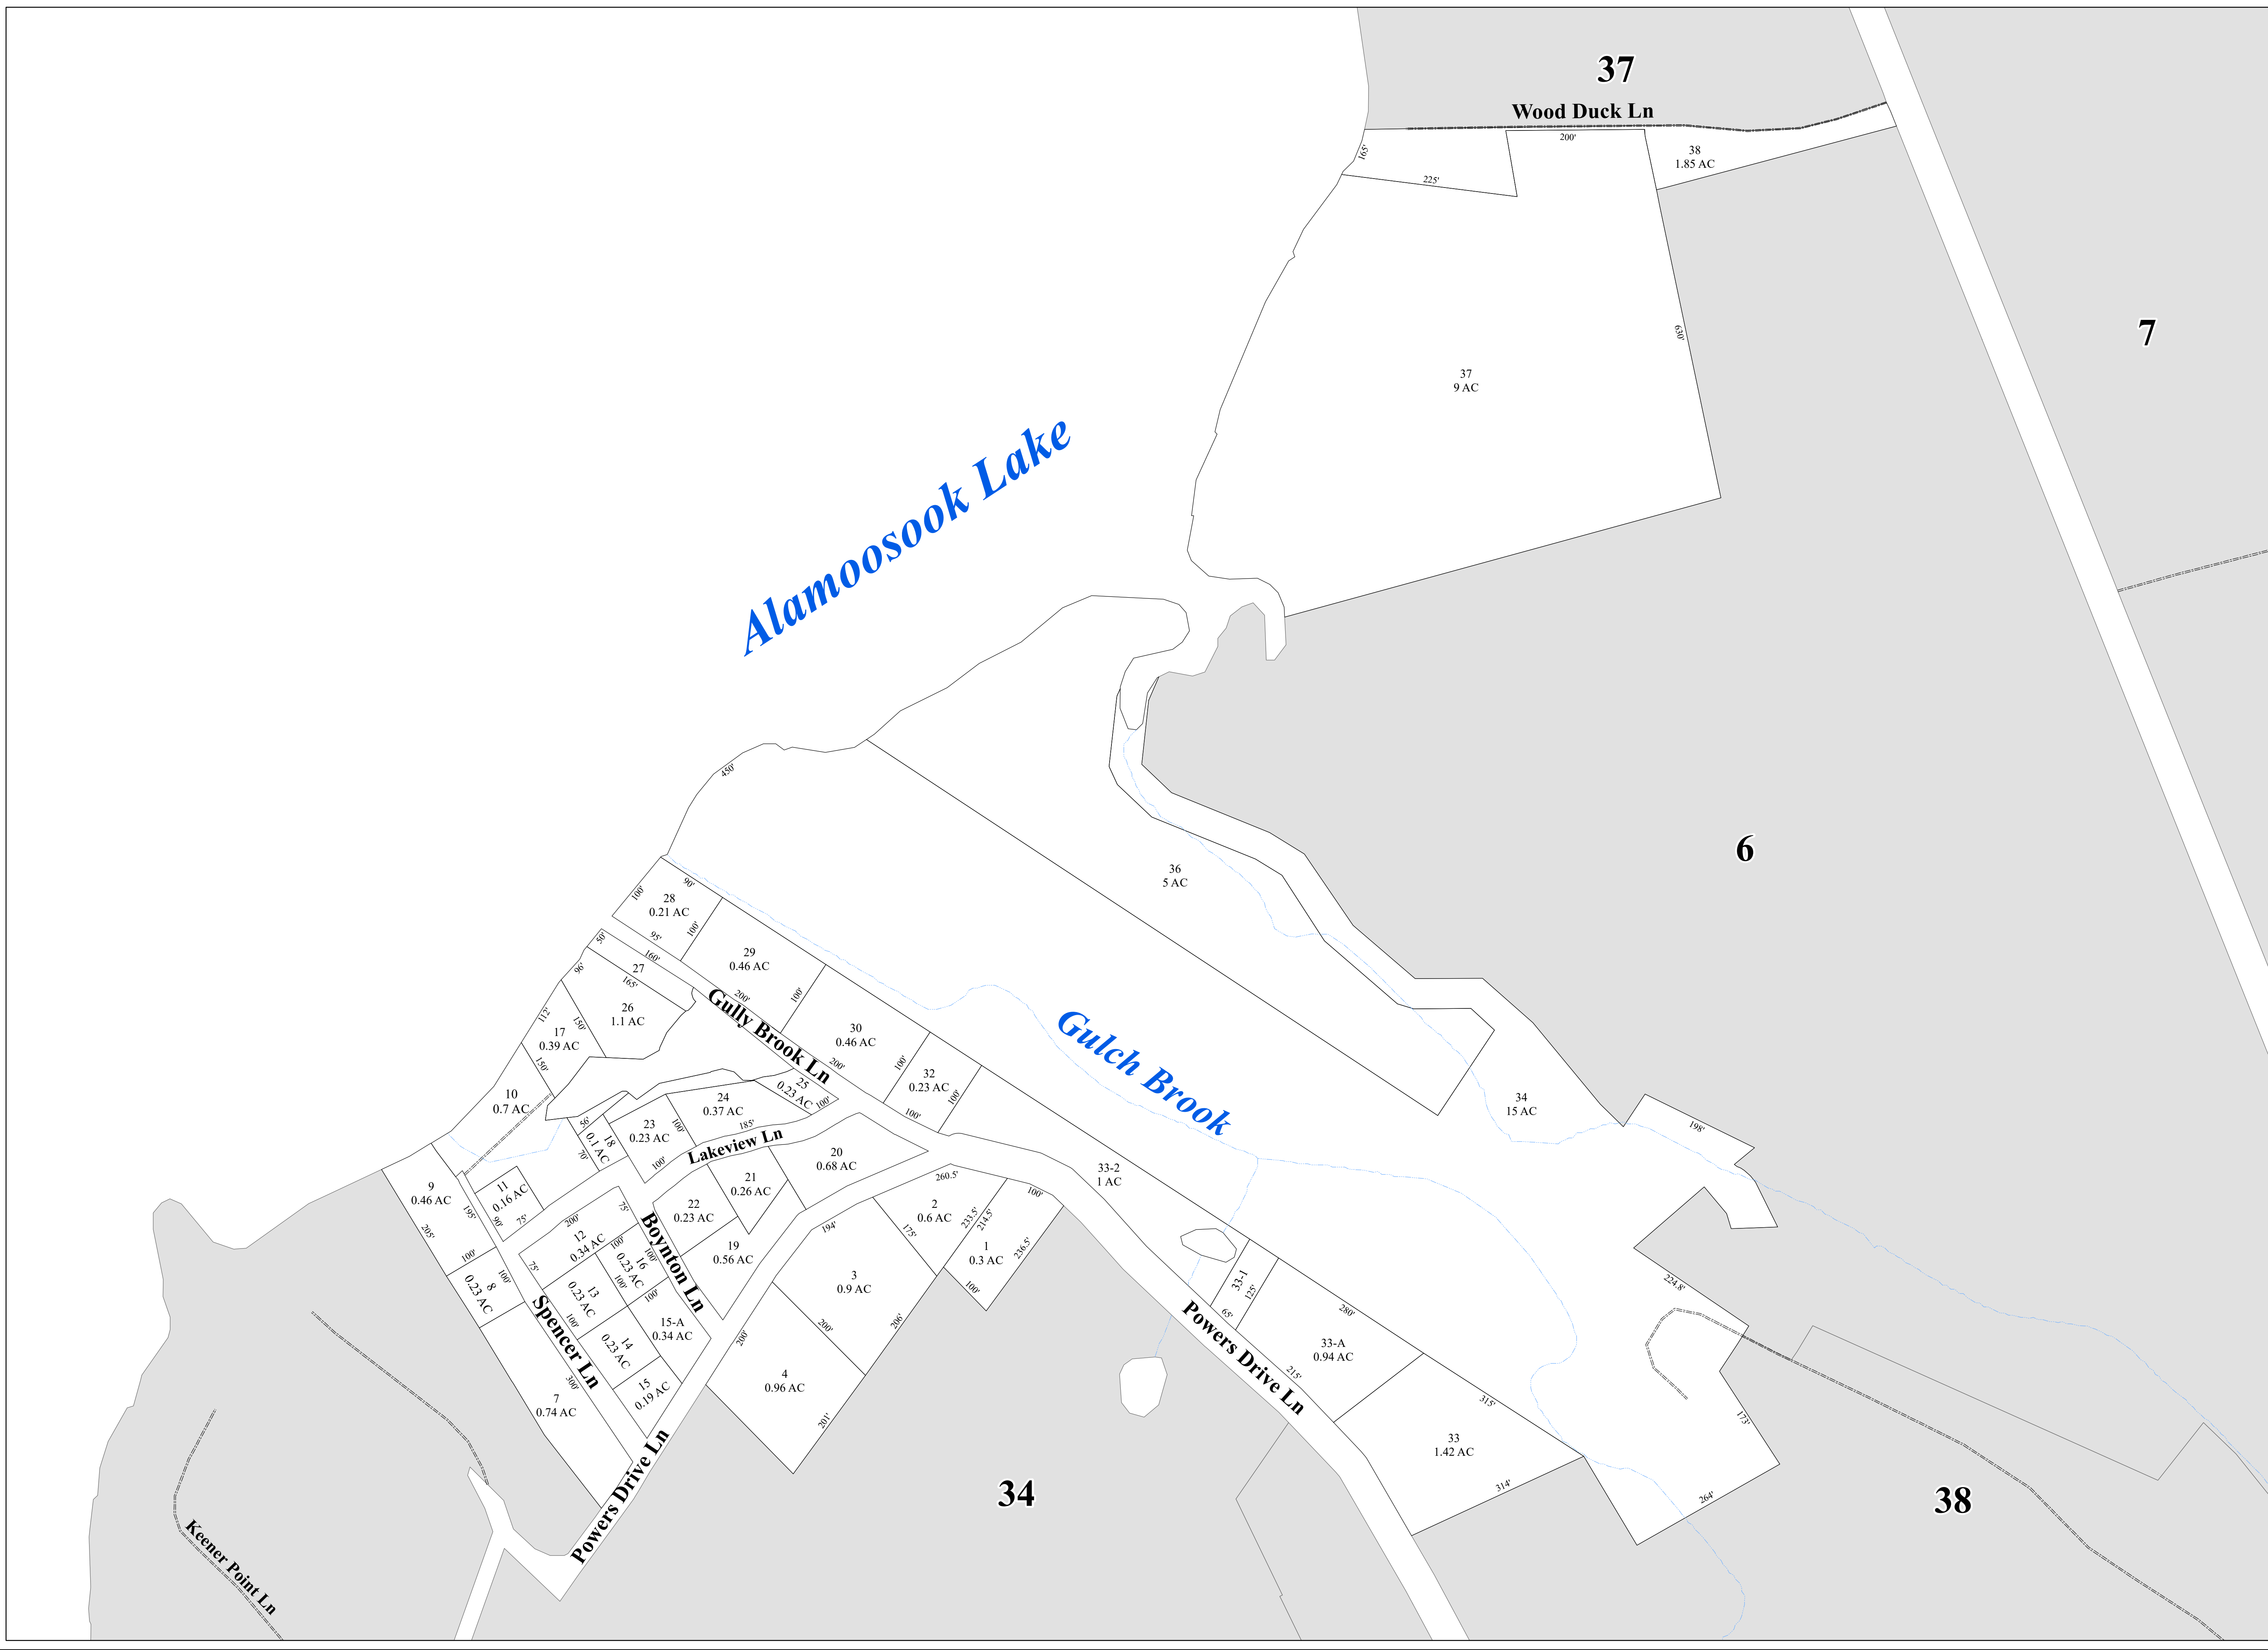 37
Wood Duck Ln
200'
165'
225'
38
1.85 AC
630'
37
9 AC
7
Alamoosook Lake
450'
6
36
5 AC
100'
90'
28
0.21 AC
95'
100'
50'
160'
27
165'
96'
29
0.46 AC
200'
100'
26
1.1 AC
112'
150'
17
0.39 AC
150'
Gully Brook Ln
30
0.46 AC
200'
100'
32
0.23 AC
100'
100'
Gulch Brook
34
15 AC
198'
10
0.7 AC
25
0.23 AC
100'
24
0.37 AC
185'
23
0.23 AC
100'
100'
56'
18
0.1 AC
70'
Lakeview Ln
20
0.68 AC
21
0.26 AC
22
0.23 AC
19
0.56 AC
9
0.46 AC
195'
205'
100'
11
0.16 AC
90'
75'
200'
75'
12
0.34 AC
75'
100'
100'
16
0.23 AC
100'
100'
Boynton Ln
8
0.23 AC
100'
13
0.23 AC
100'
14
0.23 AC
15-A
0.34 AC
15
0.19 AC
Spencer Ln
300'
7
0.74 AC
Powers Drive Ln
200'
194'
260.5'
2
0.6 AC
175'
233.5'
214.5'
100'
1
0.3 AC
236.5'
100'
3
0.9 AC
206'
200'
4
0.96 AC
201'
33-2
1 AC
33-1
125'
65'
280'
33-A
0.94 AC
215'
Powers Drive Ln
315'
33
1.42 AC
314'
224.8'
173'
264'
34
38
Keener Point Ln